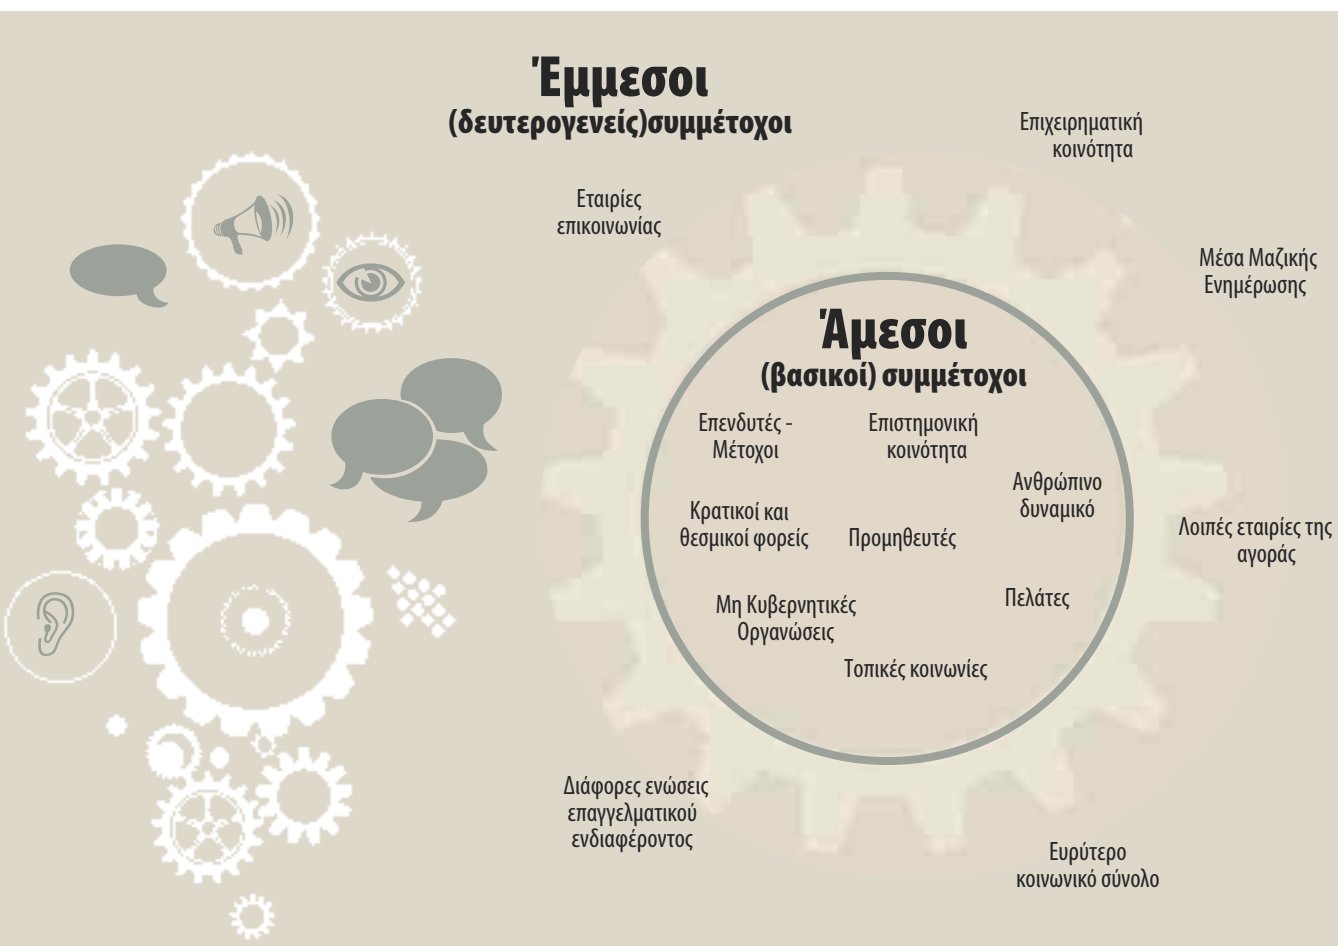 Έμμεσοι
(δευτερογενείς)συμμέτοχοι
Επιχειρηματική
κοινότητα
Εταιρίες
επικοινωνίας
Μέσα Μαζικής
Ενημέρωσης
Άμεσοι
(βασικοί) συμμέτοχοι
Επενδυτές -
Μέτοχοι
Επιστημονική
κοινότητα
Ανθρώπινο
δυναμικό
Κρατικοί και
θεσμικοί φορείς
Προμηθευτές
Λοιπές εταιρίες της
αγοράς
Μη Κυβερνητικές
Οργανώσεις
Πελάτες
Τοπικές κοινωνίες
Διάφορες ενώσεις
επαγγελματικού
ενδιαφέροντος
Ευρύτερο
κοινωνικό σύνολο